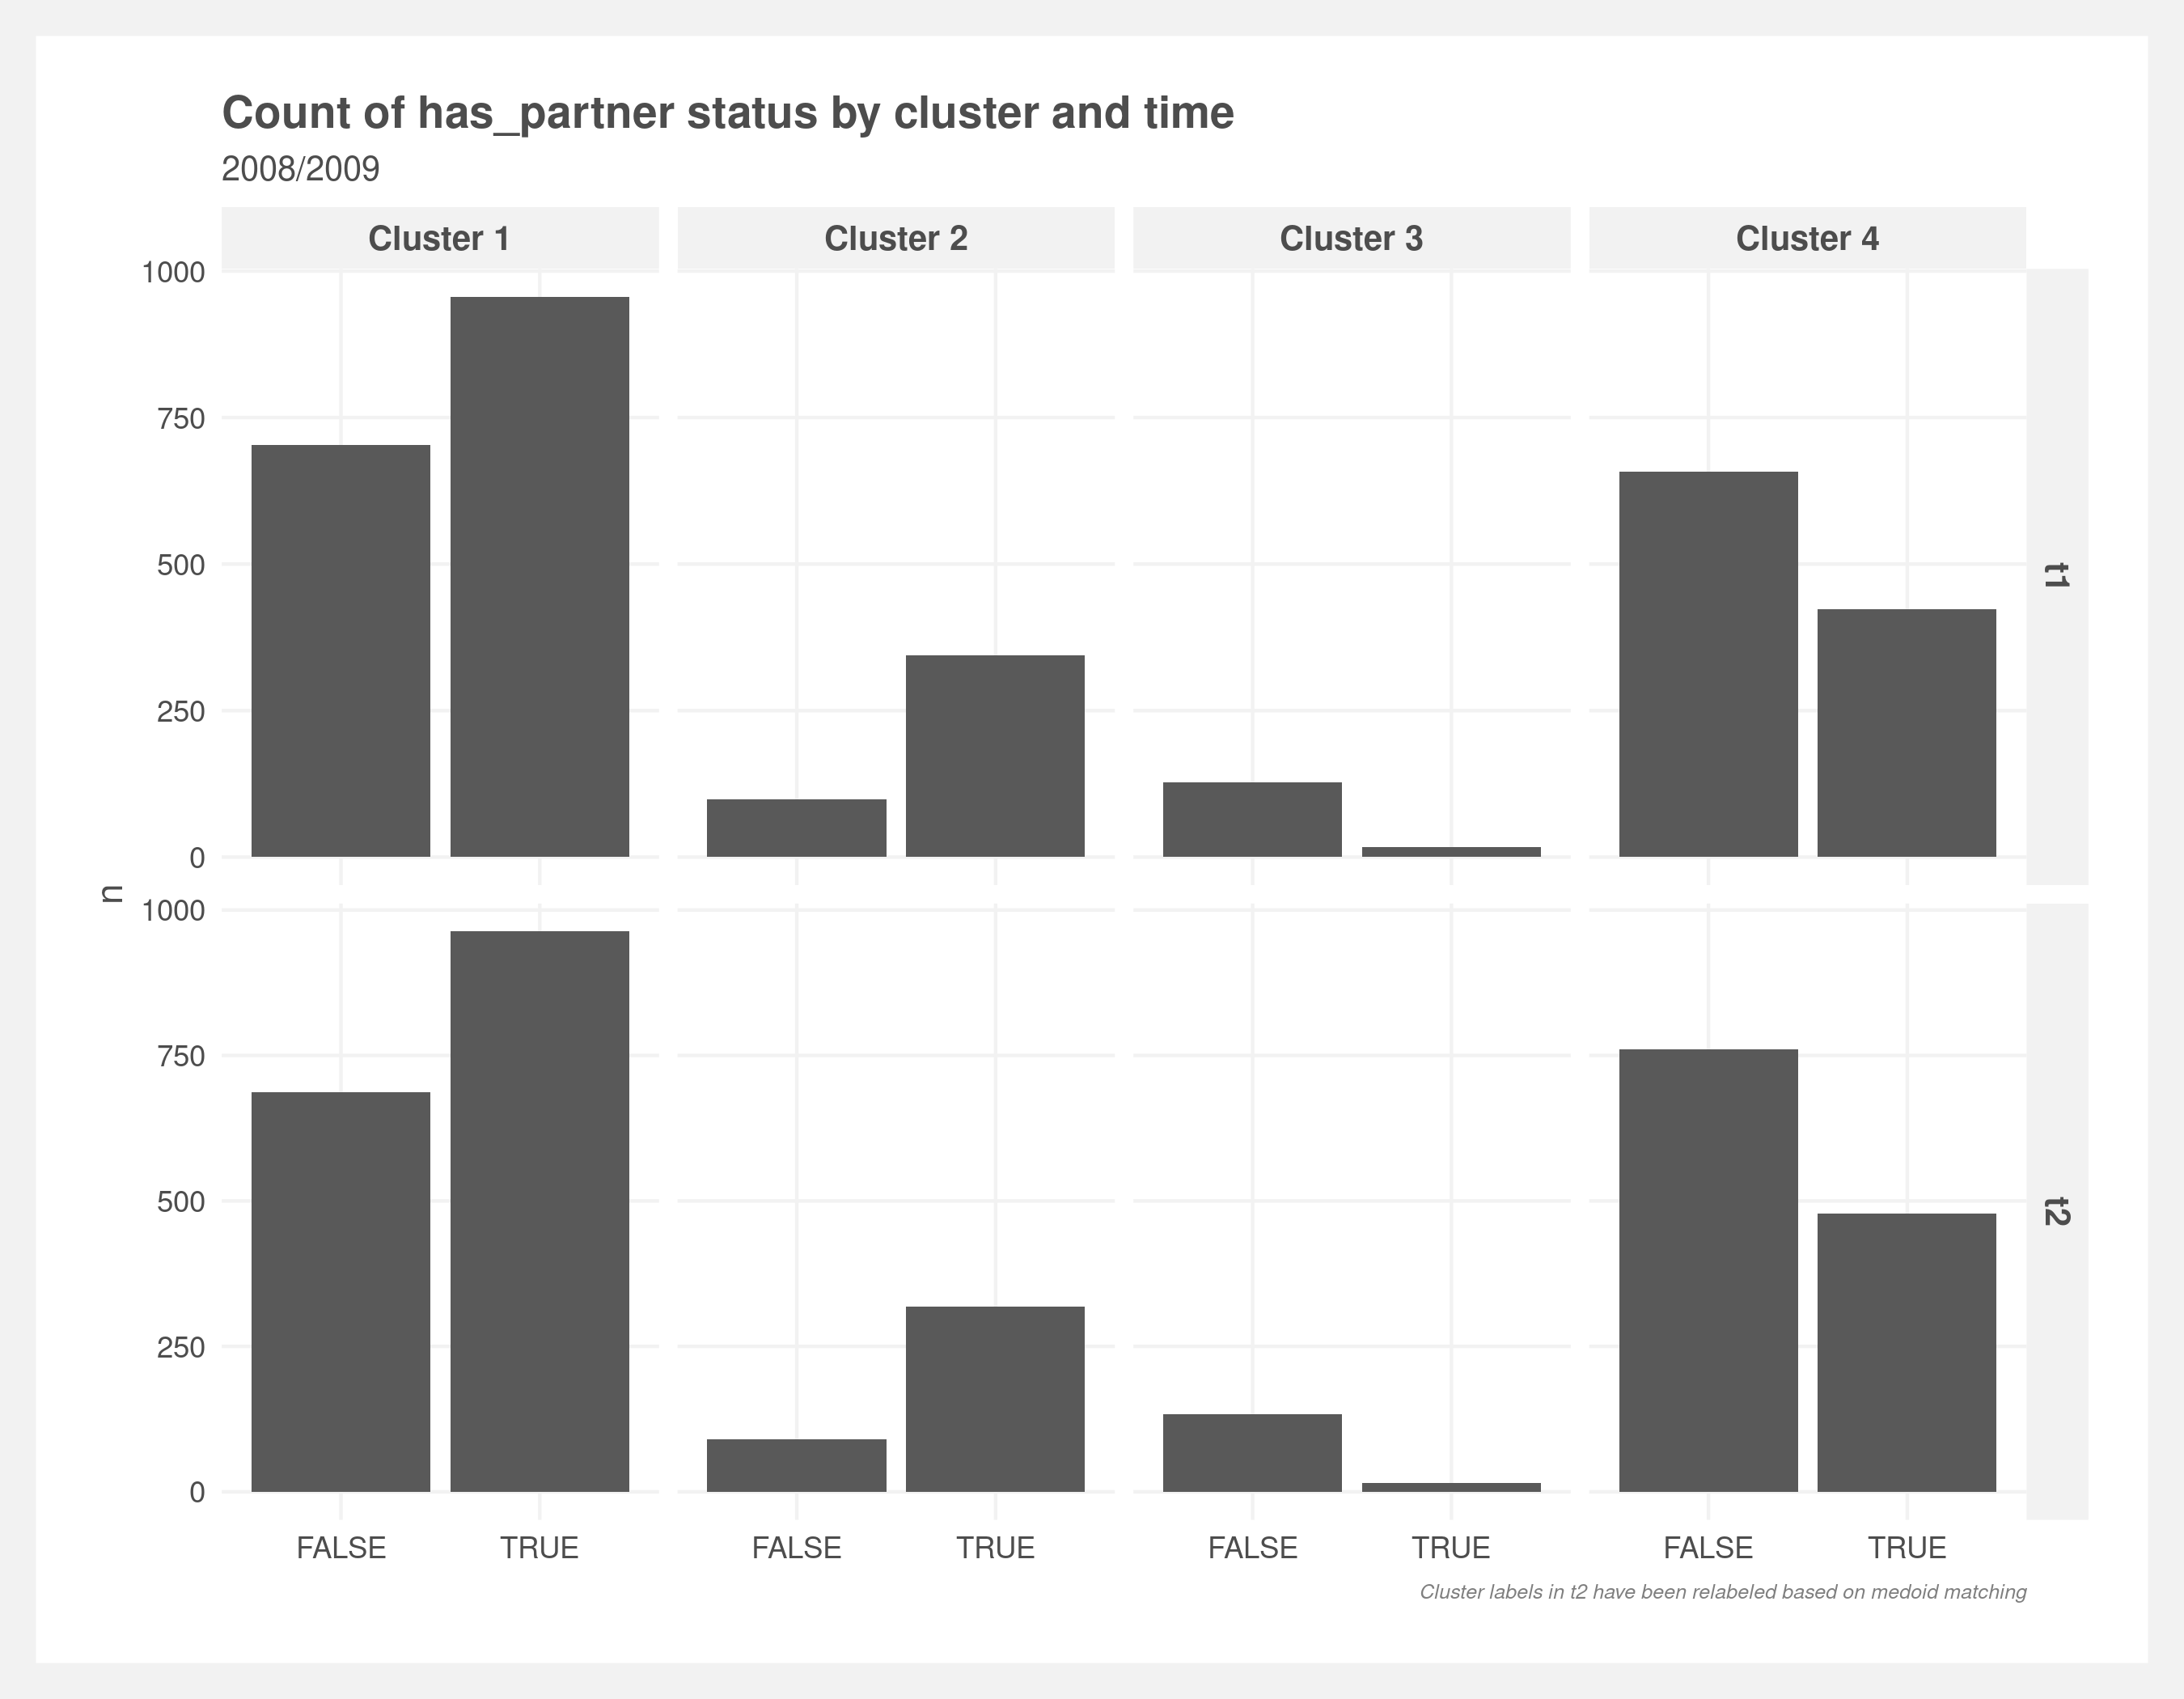 Count of has_partner status by cluster and time
2008/2009
Cluster 1
Cluster 2
Cluster 3
Cluster 4
1000
750
500
250
0
t1
n
1000
750
500
250
0
t2
FALSE
TRUE
FALSE
TRUE
FALSE
TRUE
FALSE
TRUE
Cluster labels in t2 have been relabeled based on medoid matching